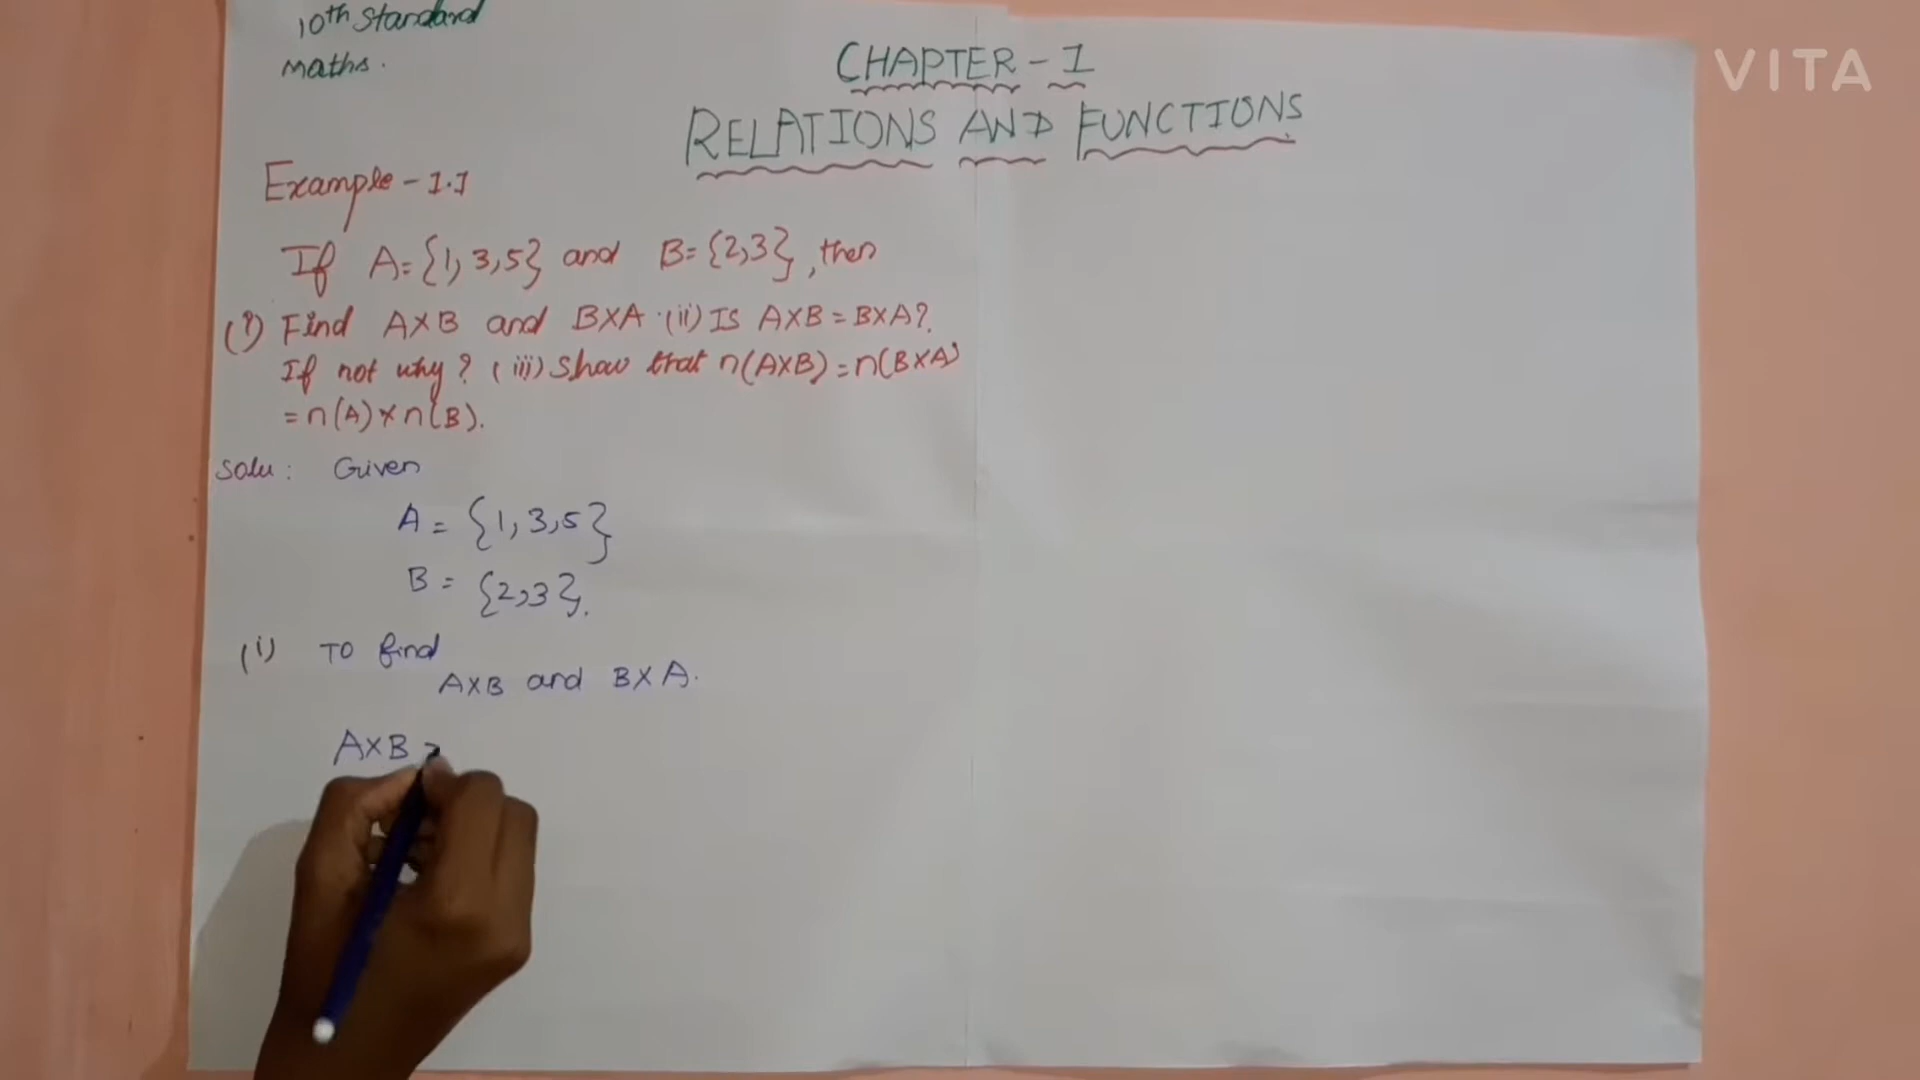 10th Standard
maths.
VITA
CHAPTER - I
RELATIONS AND FUNCTIONS
Example - 1.1
If A = {1, 3, 5} and B = {2, 3}, then
(i) Find A×B and B×A. (ii) Is A×B = B×A?.
If not why? (iii) Show that n(A×B) = n(B×A)
= n(A) × n(B).
Solu: Given
A = {1, 3, 5}
B = {2, 3}.
(i) To find
A×B and B×A.
A×B =